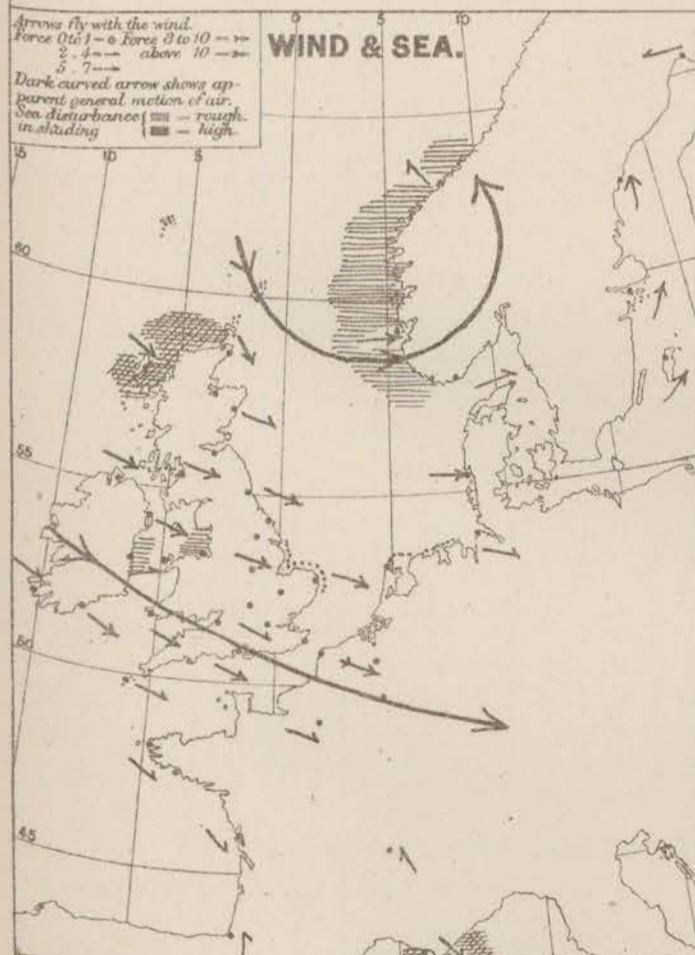 0 5 10
WIND & SEA.
Arrows fly with the wind.
Force 0 to 1 – Force 8 to 10 –
2 . 4 – above 10 –
5 . 7 –
Dark curved arrow shows ap-
parent general motion of air.
Sea disturbance { – rough.
in shading { – high.
15 10 5
60
55
50
45